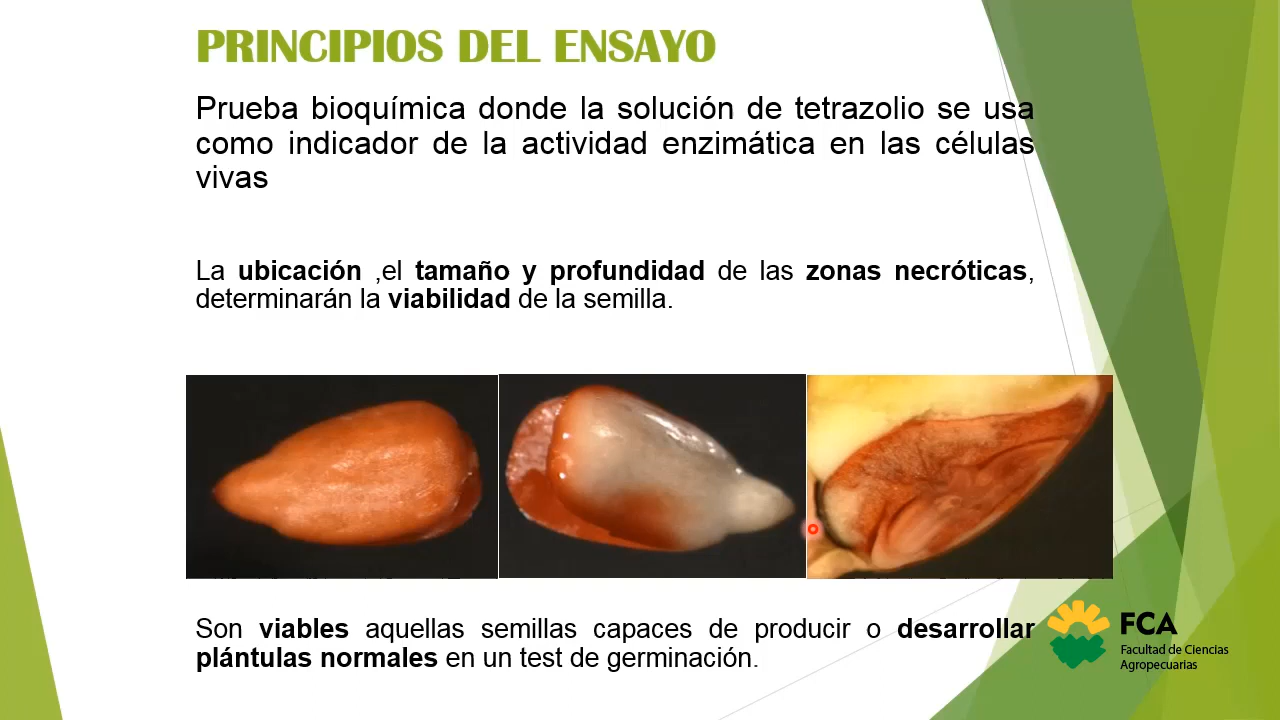 PRINCIPIOS DEL ENSAYO
Prueba bioquímica donde la solución de tetrazolio se usa
como indicador de la actividad enzimática en las células
vivas
La ubicación ,el tamaño y profundidad de las zonas necróticas,
determinarán la viabilidad de la semilla.
Son viables aquellas semillas capaces de producir o desarrollar
plántulas normales en un test de germinación.
FCA
Facultad de Ciencias
Agropecuarias